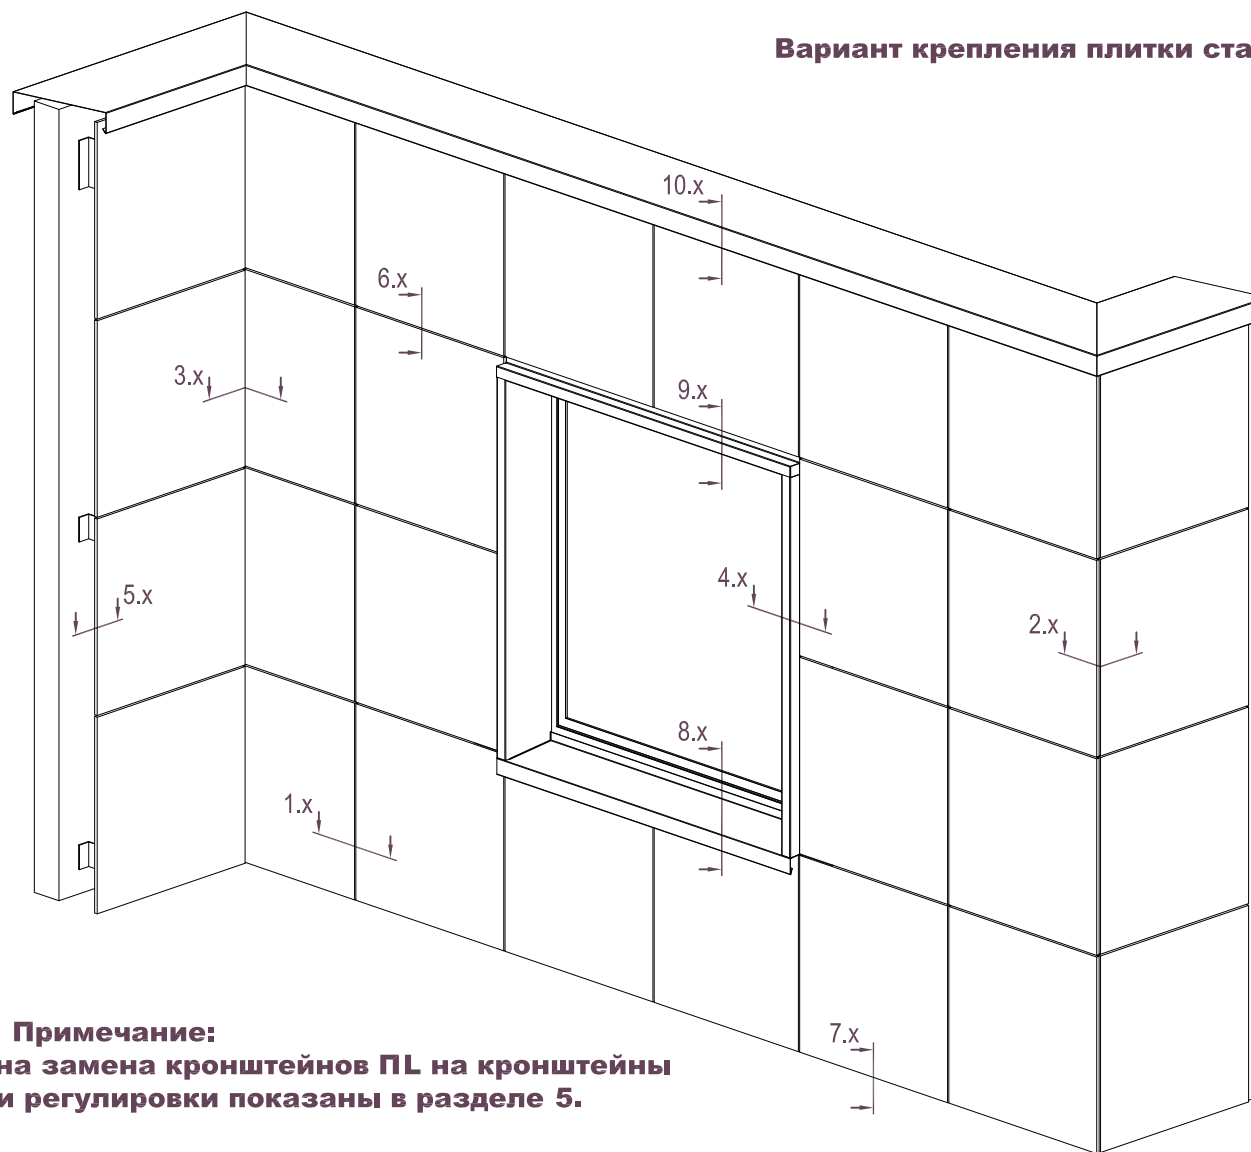 Вариант крепления плитки ста
10.x
6.x
3.x
9.x
5.x
4.x
2.x
8.x
1.x
7.x
Примечание:
на замена кронштейнов ПL на кронштейны
и регулировки показаны в разделе 5.